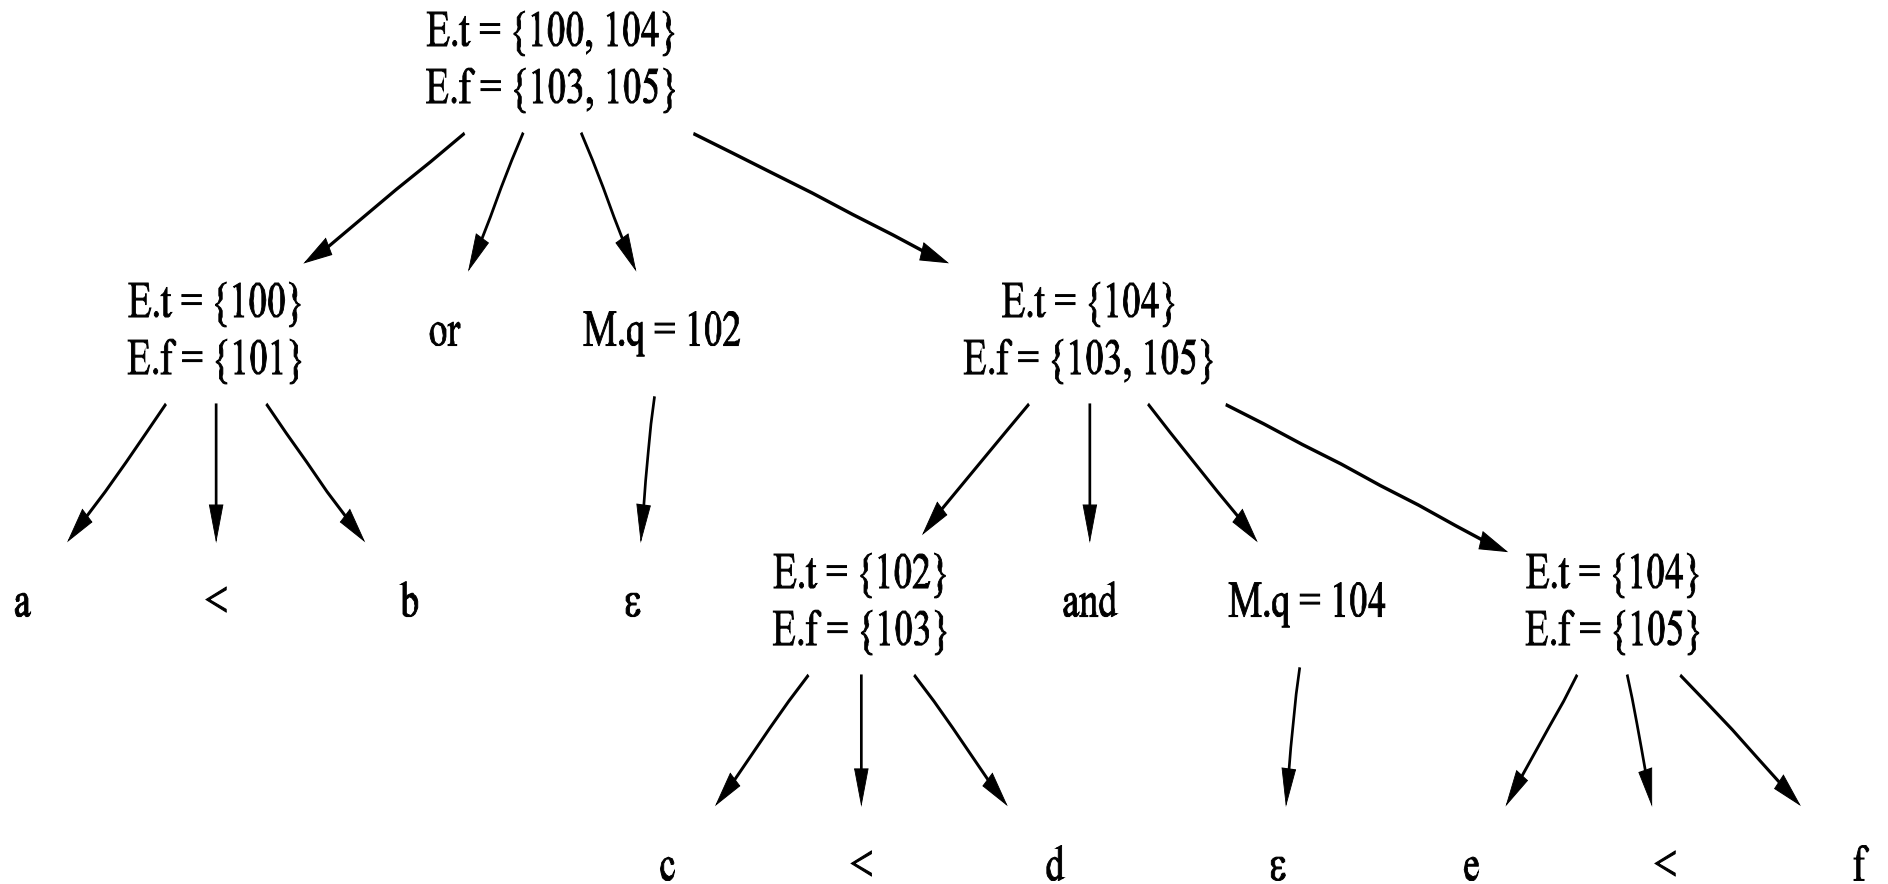 E.t = {100, 104}
E.f = {103, 105}
E.t = {100}
E.f = {101}
or
M.q = 102
E.t = {104}
E.f = {103, 105}
a
<
b
ε
E.t = {102}
E.f = {103}
and
M.q = 104
E.t = {104}
E.f = {105}
c
<
d
ε
e
<
f